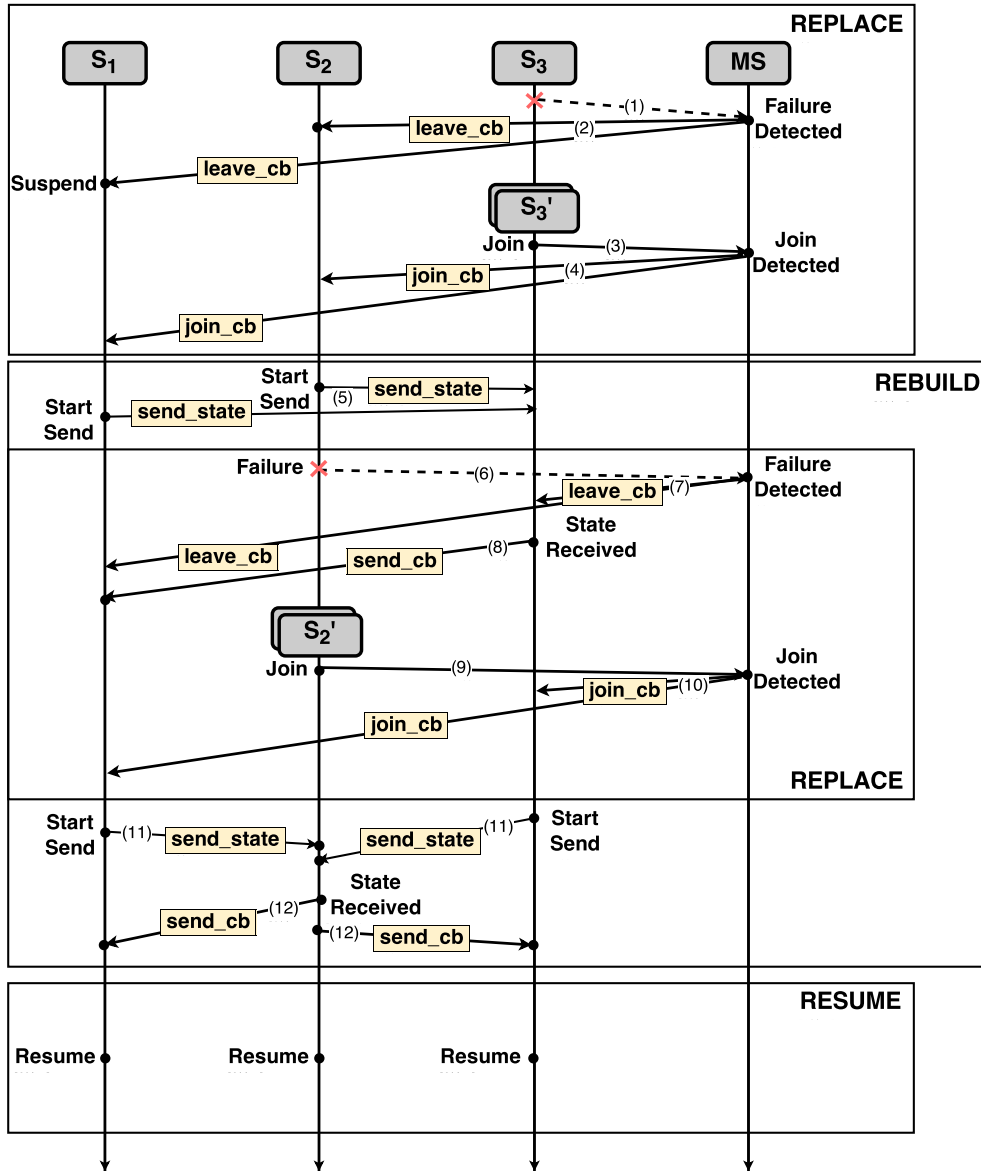 REPLACE
S1
S2
S3
MS
(1)
Failure
Detected
leave_cb
(2)
leave_cb
Suspend
S3'
Join
(3)
Join
Detected
join_cb
(4)
join_cb
REBUILD
Start
Send
(5)
send_state
Start
Send
send_state
Failure
(6)
Failure
Detected
leave_cb
(7)
State
Received
leave_cb
send_cb
(8)
S2'
Join
(9)
Join
Detected
join_cb
(10)
join_cb
REPLACE
Start
Send
(11)
send_state
send_state
(11)
Start
Send
State
Received
send_cb
(12)
(12)
send_cb
RESUME
Resume
Resume
Resume